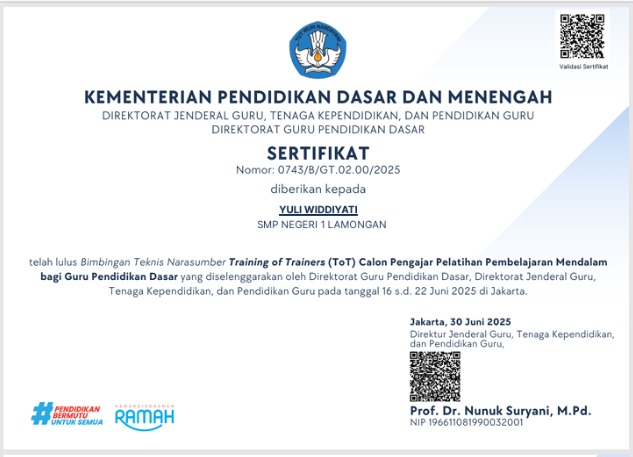 TUT WURI HANDAYANI
Validasi Sertifikat
KEMENTERIAN PENDIDIKAN DASAR DAN MENENGAH
DIREKTORAT JENDERAL GURU, TENAGA KEPENDIDIKAN, DAN PENDIDIKAN GURU
DIREKTORAT GURU PENDIDIKAN DASAR
SERTIFIKAT
Nomor: 0743/B/GT.02.00/2025
diberikan kepada
YULI WIDDIYATI
SMP NEGERI 1 LAMONGAN
telah lulus Bimbingan Teknis Narasumber Training of Trainers (ToT) Calon Pengajar Pelatihan Pembelajaran Mendalam
bagi Guru Pendidikan Dasar yang diselenggarakan oleh Direktorat Guru Pendidikan Dasar, Direktorat Jenderal Guru,
Tenaga Kependidikan, dan Pendidikan Guru pada tanggal 16 s.d. 22 Juni 2025 di Jakarta.
Jakarta, 30 Juni 2025
Direktur Jenderal Guru, Tenaga Kependidikan,
dan Pendidikan Guru,
Prof. Dr. Nunuk Suryani, M.Pd.
NIP 196611081990032001
#PENDIDIKAN
BERMUTU
UNTUK SEMUA
KEMENDIKDASMEN
RAMAH